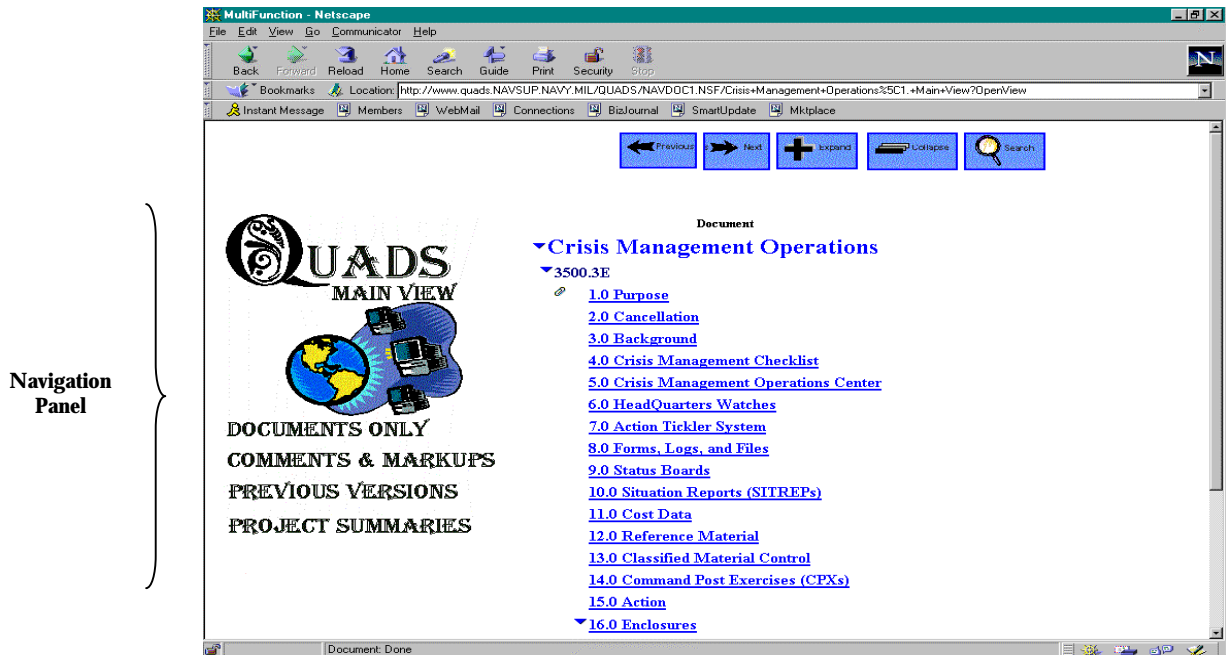 MultiFunction - Netscape
File Edit View Go Communicator Help
Back Forward Reload Home Search Guide Print Security Stop
N
Bookmarks Location: http://www.quads.NAVSUP.NAVY.MIL/QUADS/NAVDOC1.NSF/Crisis+Management+Operations%5C1.+Main+View?OpenView
Instant Message Members WebMail Connections BizJournal SmartUpdate Mktplace
Previous Next Expand Collapse Search
QUADS
MAIN VIEW
DOCUMENTS ONLY
COMMENTS & MARKUPS
PREVIOUS VERSIONS
PROJECT SUMMARIES
Navigation
Panel
Document
Crisis Management Operations
3500.3E
1.0 Purpose
2.0 Cancellation
3.0 Background
4.0 Crisis Management Checklist
5.0 Crisis Management Operations Center
6.0 HeadQuarters Watches
7.0 Action Tickler System
8.0 Forms, Logs, and Files
9.0 Status Boards
10.0 Situation Reports (SITREPs)
11.0 Cost Data
12.0 Reference Material
13.0 Classified Material Control
14.0 Command Post Exercises (CPXs)
15.0 Action
16.0 Enclosures
Document: Done